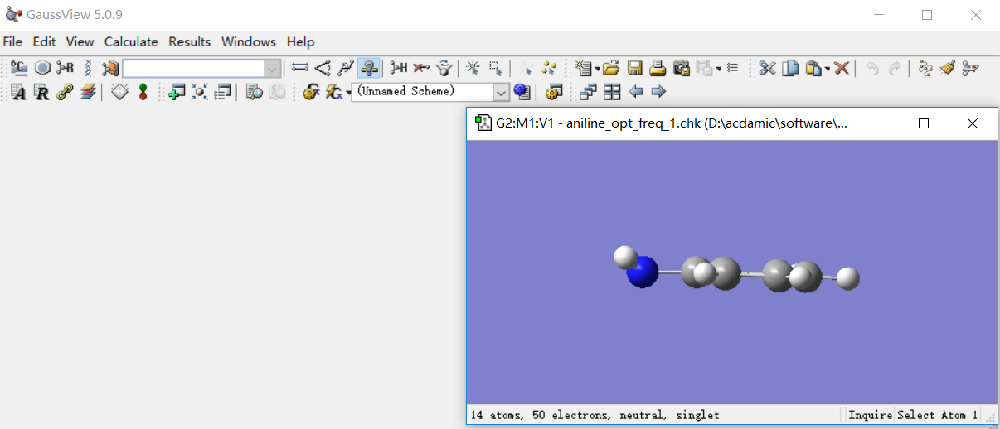 GaussView 5.0.9
File Edit View Calculate Results Windows Help
(Unnamed Scheme)
G2:M1:V1 - aniline_opt_freq_1.chk (D:\acdamic\software\...
14 atoms, 50 electrons, neutral, singlet
Inquire Select Atom 1